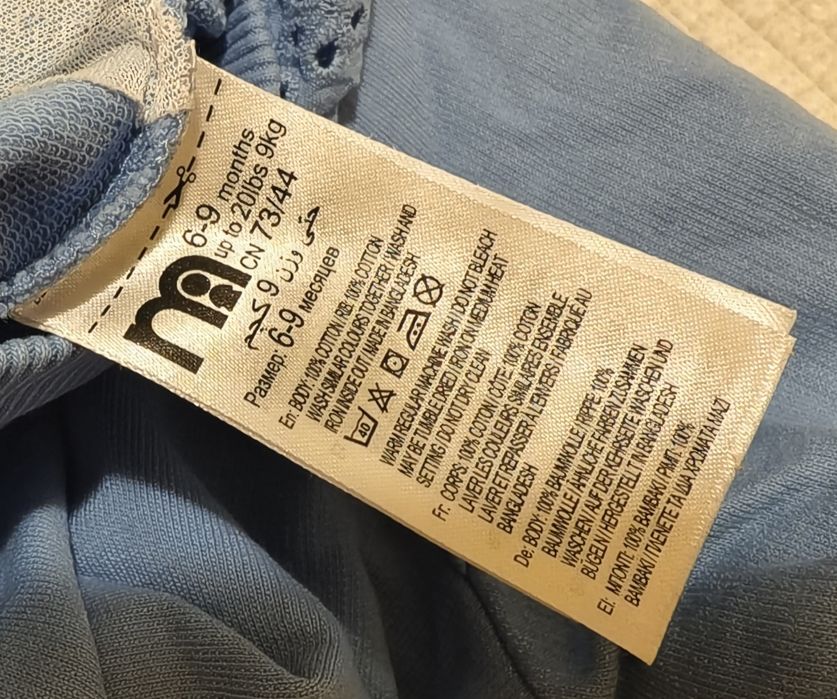 6-9 months
up to 20lbs 9kg
CN 73/44
حتى وزن 9 كجم
Размер: 6-9 месяцев
En: BODY: 100% COTTON / RIB: 100% COTTON
WASH SIMILAR COLOURS TOGETHER / WASH AND
IRON INSIDE OUT / MADE IN BANGLADESH
40
WARM REGULAR MACHINE WASH / DO NOT BLEACH
MAY BE TUMBLE DRIED / IRON ON MEDIUM HEAT
SETTING / DO NOT DRY CLEAN
Fr: CORPS: 100% COTON / CÔTE: 100% COTON
LAVER LES COULEURS SIMILAIRES ENSEMBLE
LAVER ET REPASSER À L'ENVERS / FABRIQUÉ AU
BANGLADESH
De: BODY: 100% BAUMWOLLE / RIPPE: 100%
BAUMWOLLE / ÄHNLICHE FARBEN ZUSAMMEN
WASCHEN / AUF DER KEHRSEITE WASCHEN UND
BÜGELN / HERGESTELLT IN BANGLADESH
El: ΜΠΟΝΤΙ: 100% ΒΑΜΒΑΚΙ / ΡΙΜΠ: 100%
ΒΑΜΒΑΚΙ / ΠΛΕΝΕΤΕ ΤΑ ΙΔΙΑ ΧΡΩΜΑΤΑ ΜΑΖΙ